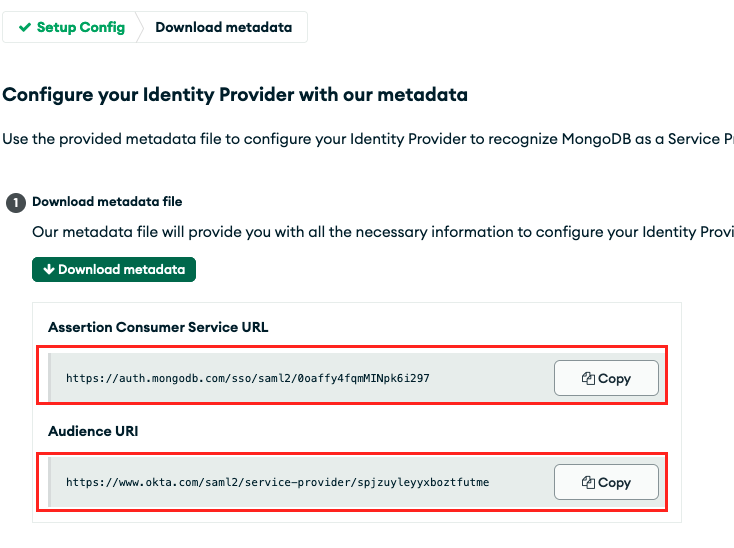 Setup Config
Download metadata
Configure your Identity Provider with our metadata
Use the provided metadata file to configure your Identity Provider to recognize MongoDB as a Service P
1 Download metadata file
Our metadata file will provide you with all the necessary information to configure your Identity Provi
Download metadata
Assertion Consumer Service URL
https://auth.mongodb.com/sso/saml2/0oaffy4fqmMINpk6i297
Copy
Audience URI
https://www.okta.com/saml2/service-provider/spjzuyleyyxboztfutme
Copy